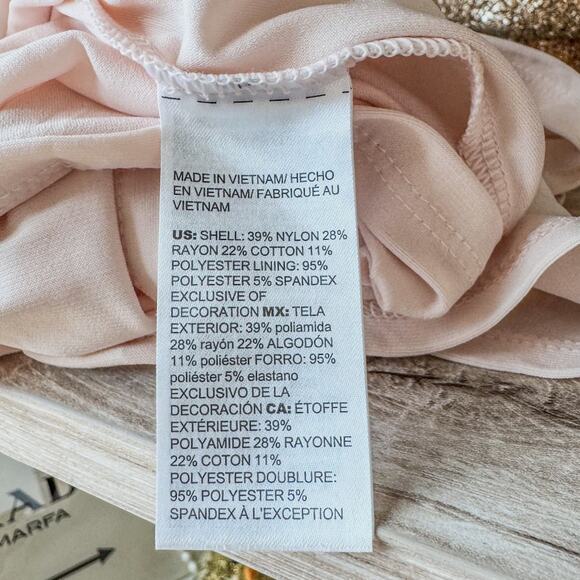 MADE IN VIETNAM/ HECHO
EN VIETNAM/ FABRIQUÉ AU
VIETNAM
US: SHELL: 39% NYLON 28%
RAYON 22% COTTON 11%
POLYESTER LINING: 95%
POLYESTER 5% SPANDEX
EXCLUSIVE OF
DECORATION MX: TELA
EXTERIOR: 39% poliamida
28% rayón 22% ALGODÓN
11% poliéster FORRO: 95%
poliéster 5% elastano
EXCLUSIVO DE LA
DECORACIÓN CA: ÉTOFFE
EXTÉRIEURE: 39%
POLYAMIDE 28% RAYONNE
22% COTON 11%
POLYESTER DOUBLURE:
95% POLYESTER 5%
SPANDEX À L'EXCEPTION
MARFA